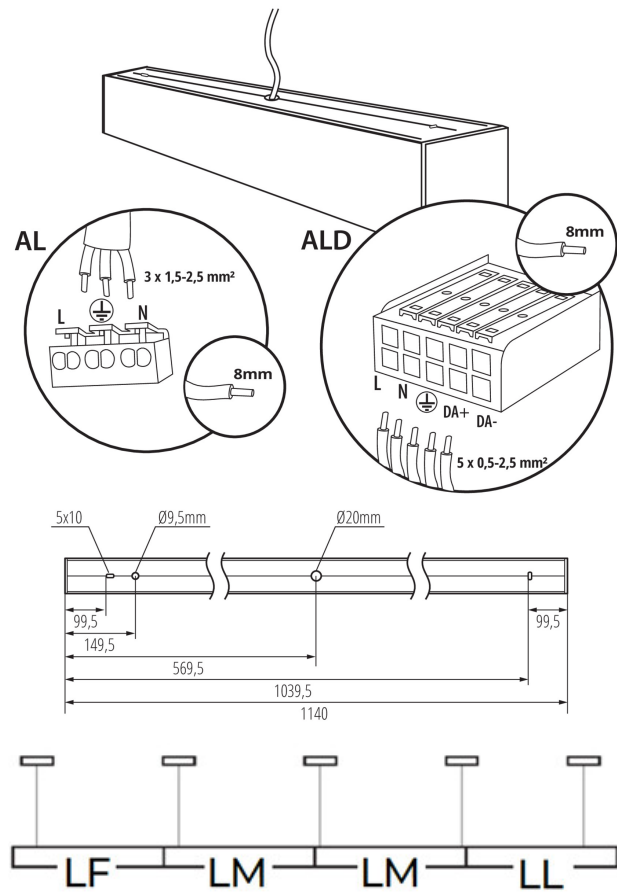 AL
3 x 1,5-2,5 mm²
L N
8mm
ALD
8mm
L N DA+ DA-
5 x 0,5-2,5 mm²
5x10 Ø9,5mm Ø20mm
99,5 99,5
149,5
569,5
1039,5
1140
LF LM LM LL